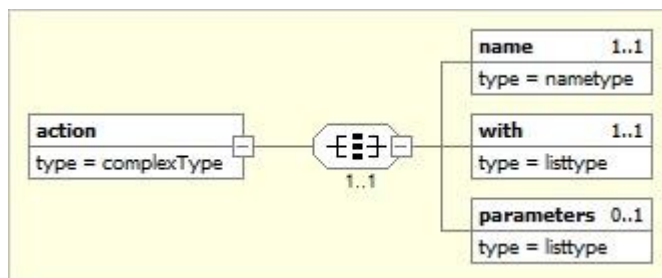 name 1..1
type = nametype
action
type = complexType
1..1
with 1..1
type = listtype
parameters 0..1
type = listtype